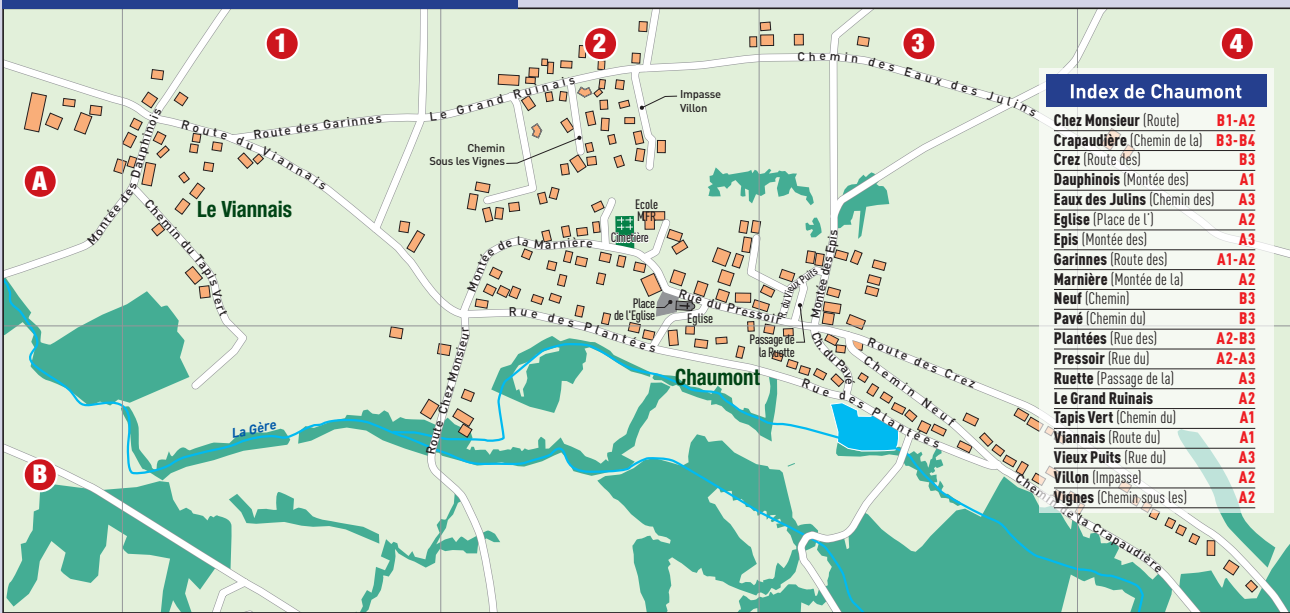 1
2
3
4
A
B
Index de Chaumont
Chez Monsieur (Route) B1-A2
Crapaudière (Chemin de la) B3-B4
Crez (Route des) B3
Dauphinois (Montée des) A1
Eaux des Julins (Chemin des) A3
Eglise (Place de l') A2
Epis (Montée des) A3
Garinnes (Route des) A1-A2
Marnière (Montée de la) A2
Neuf (Chemin) B3
Pavé (Chemin du) B3
Plantées (Rue des) A2-B3
Pressoir (Rue du) A2-A3
Ruette (Passage de la) A3
Le Grand Ruinais A2
Tapis Vert (Chemin du) A1
Viannais (Route du) A1
Vieux Puits (Rue du) A3
Villon (Impasse) A2
Vignes (Chemin sous les) A2
Chemin des Eaux des Julins
Le Grand Ruinais
Impasse
Villon
Route des Garinnes
Route du Viannais
Chemin
Sous les Vignes
Montée des Dauphinois
Le Viannais
Chemin du Tapis Vert
Ecole
MFR
Cimetière
Montée de la Marnière
Montée des Epis
R. du Vieux Puits
Rue du Pressoir
Place
de l'Eglise
Eglise
Rue des Plantées
Passage de
la Ruette
Ch. du Pavé
Route des Crez
Chemin Neuf
Chaumont
Rue des Plantées
Route Chez Monsieur
La Gère
Chemin de la Crapaudière